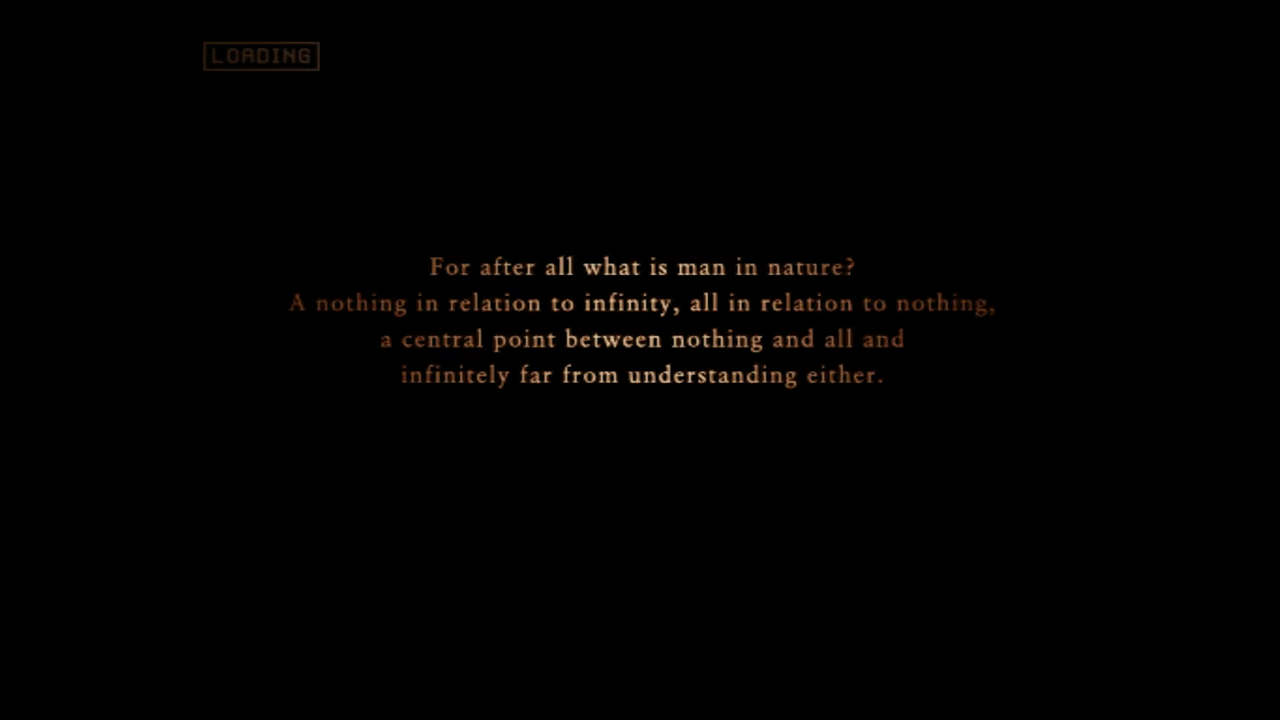 LOADING
For after all what is man in nature?
A nothing in relation to infinity, all in relation to nothing,
a central point between nothing and all and
infinitely far from understanding either.